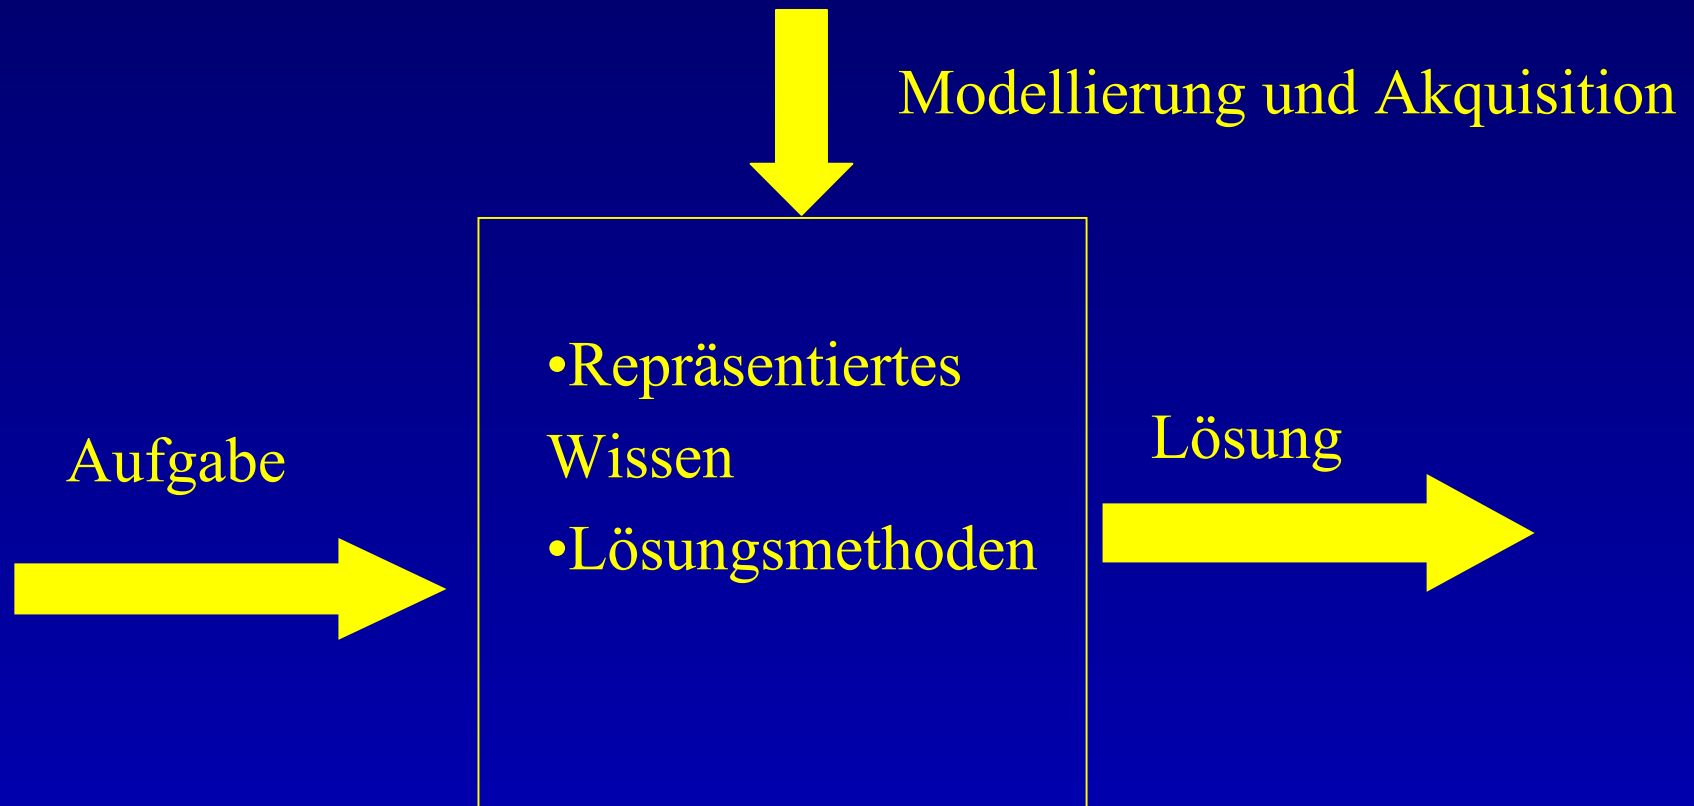 Modellierung und Akquisition
Aufgabe
•Repräsentiertes
Wissen
•Lösungsmethoden
Lösung